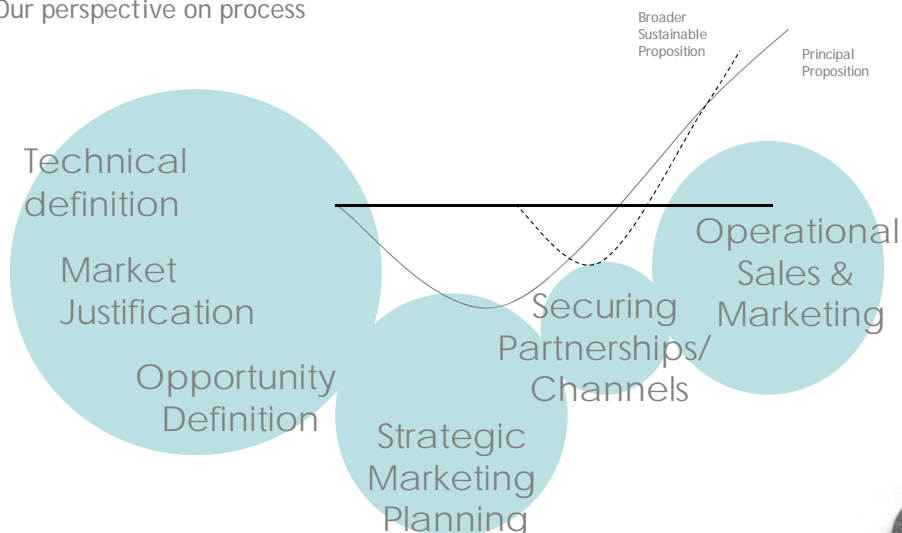 Our perspective on process
Broader
Sustainable
Proposition
Principal
Proposition
Technical
definition
Market
Justification
Opportunity
Definition
Strategic
Marketing
Planning
Securing
Partnerships/
Channels
Operational
Sales &
Marketing